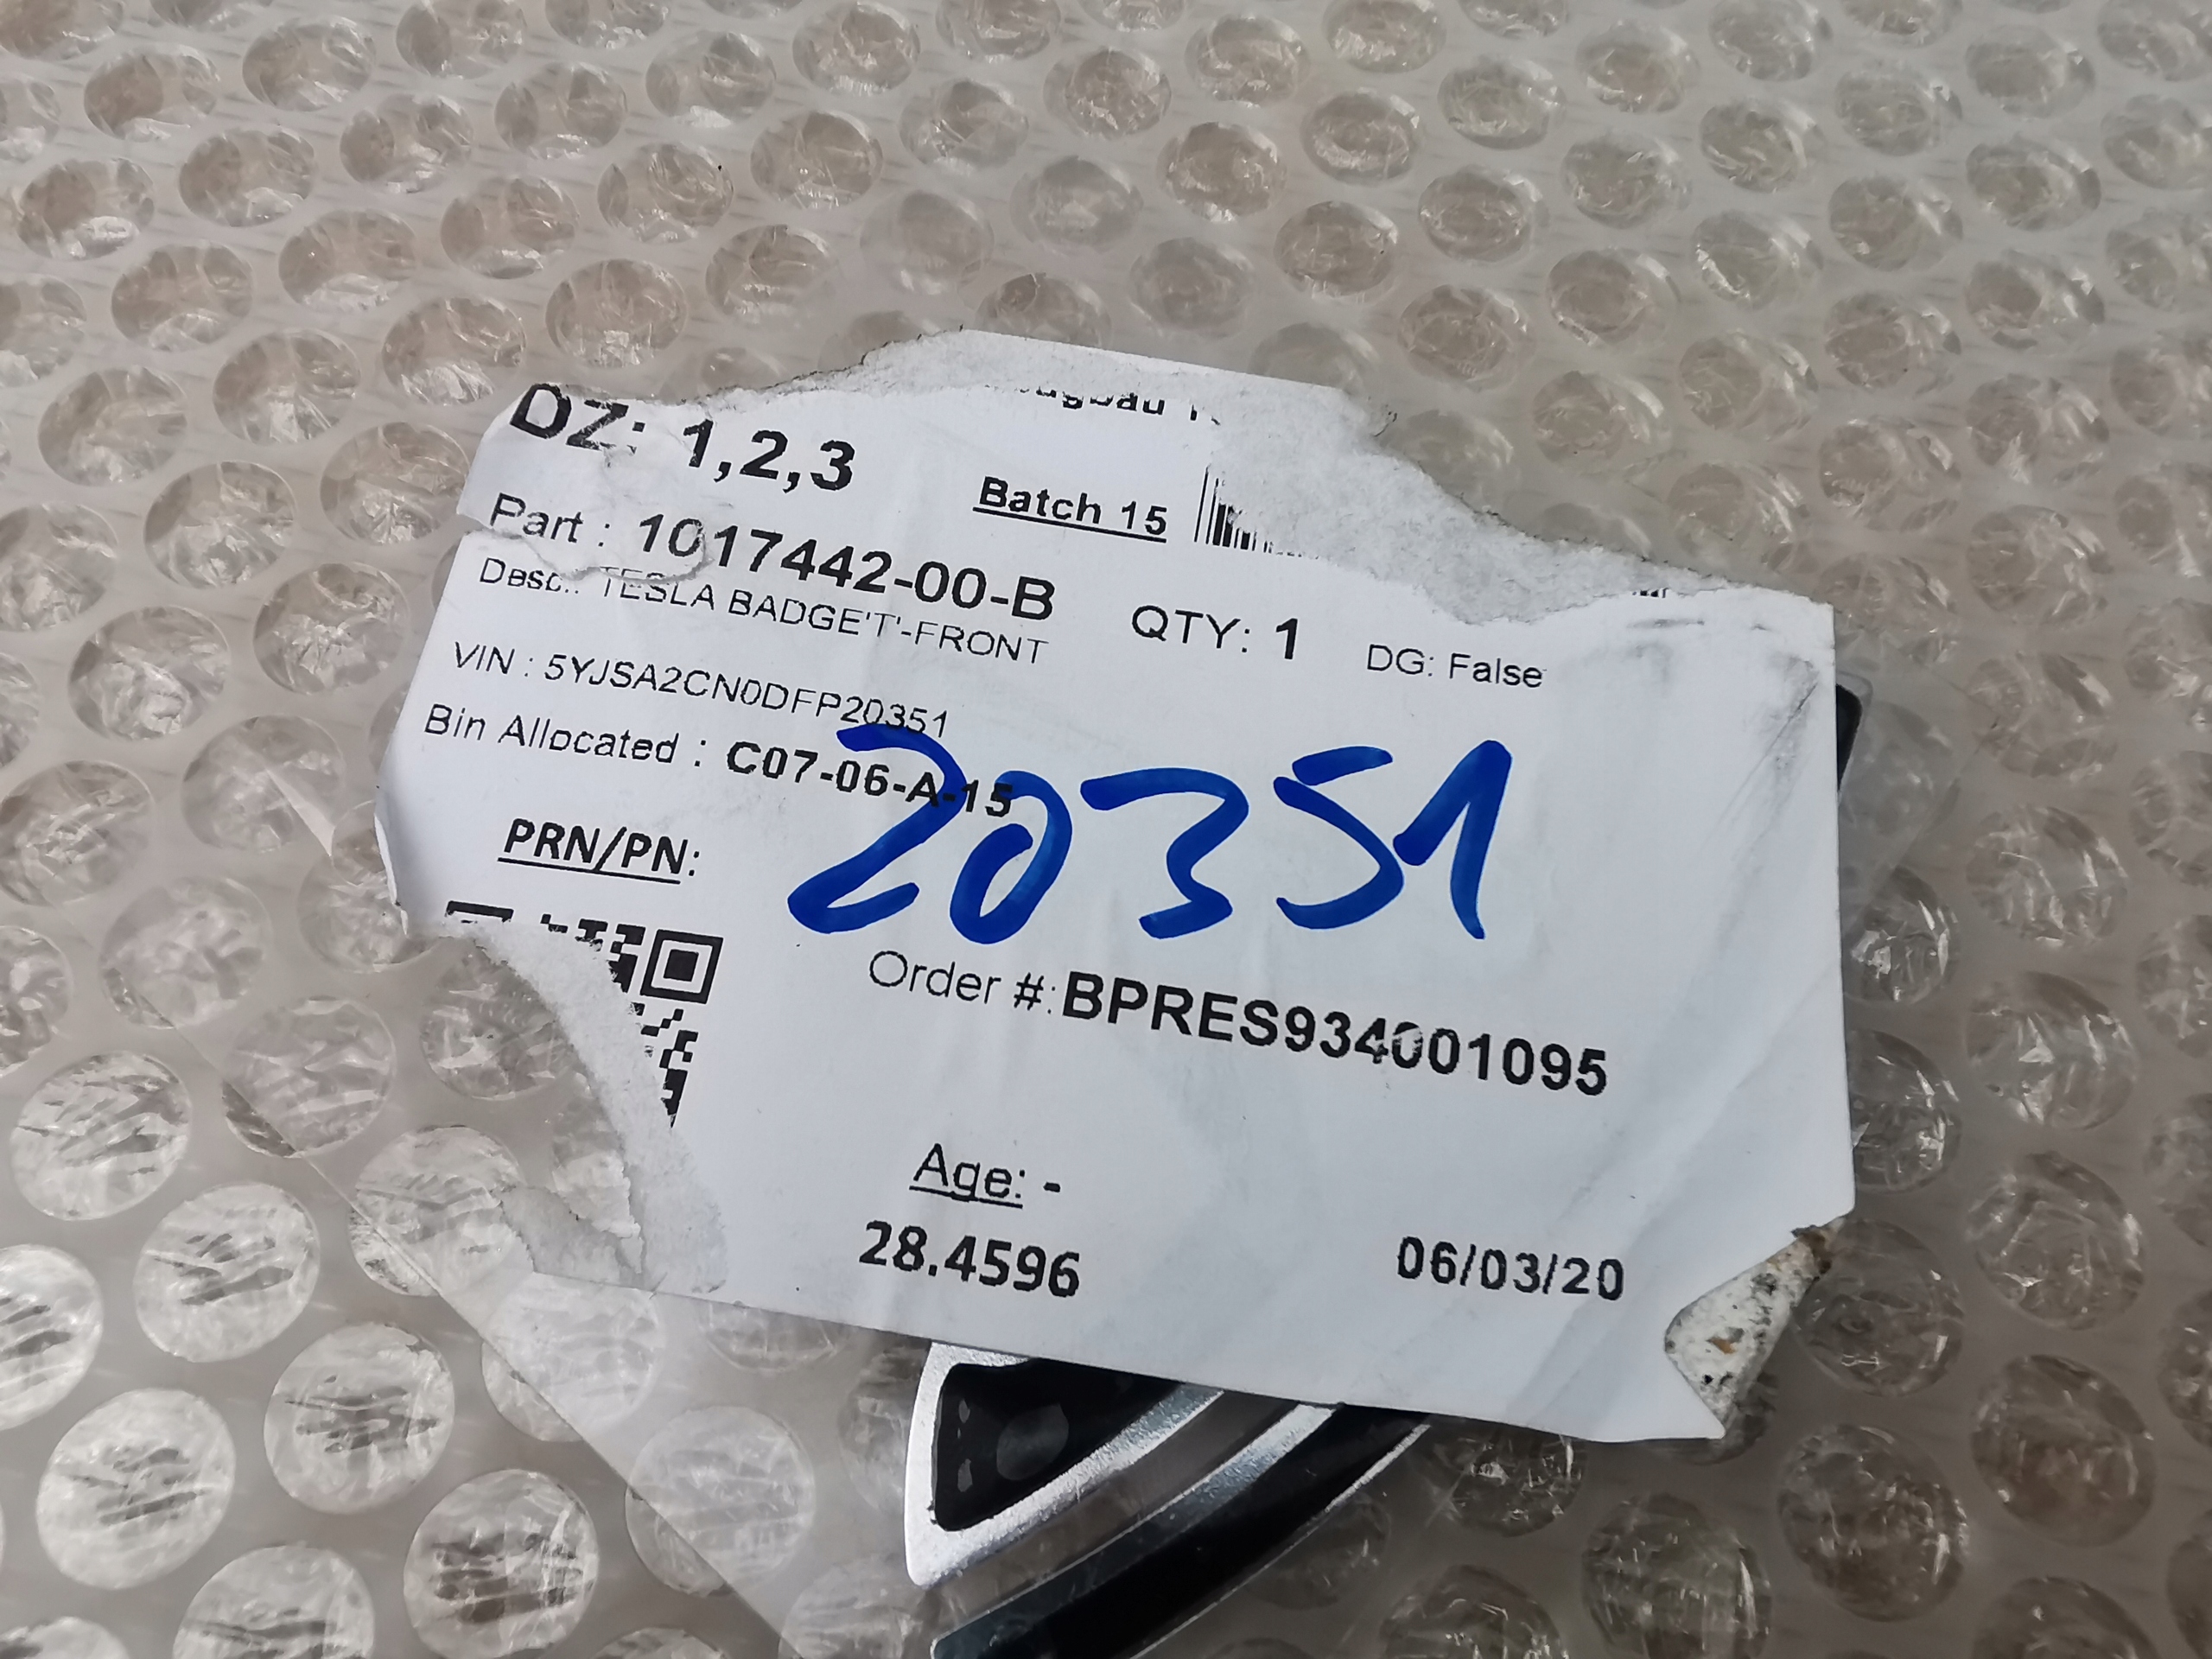 DZ: 1,2,3
Batch 15
Part : 1017442-00-B
QTY: 1
DG: False
Desc.: TESLA BADGE'T'-FRONT
VIN : 5YJSA2CN0DFP20351
Bin Allocated : C07-06-A-15
20351
PRN/PN:
Order #: BPRES934001095
Age: -
28.4596
06/03/20